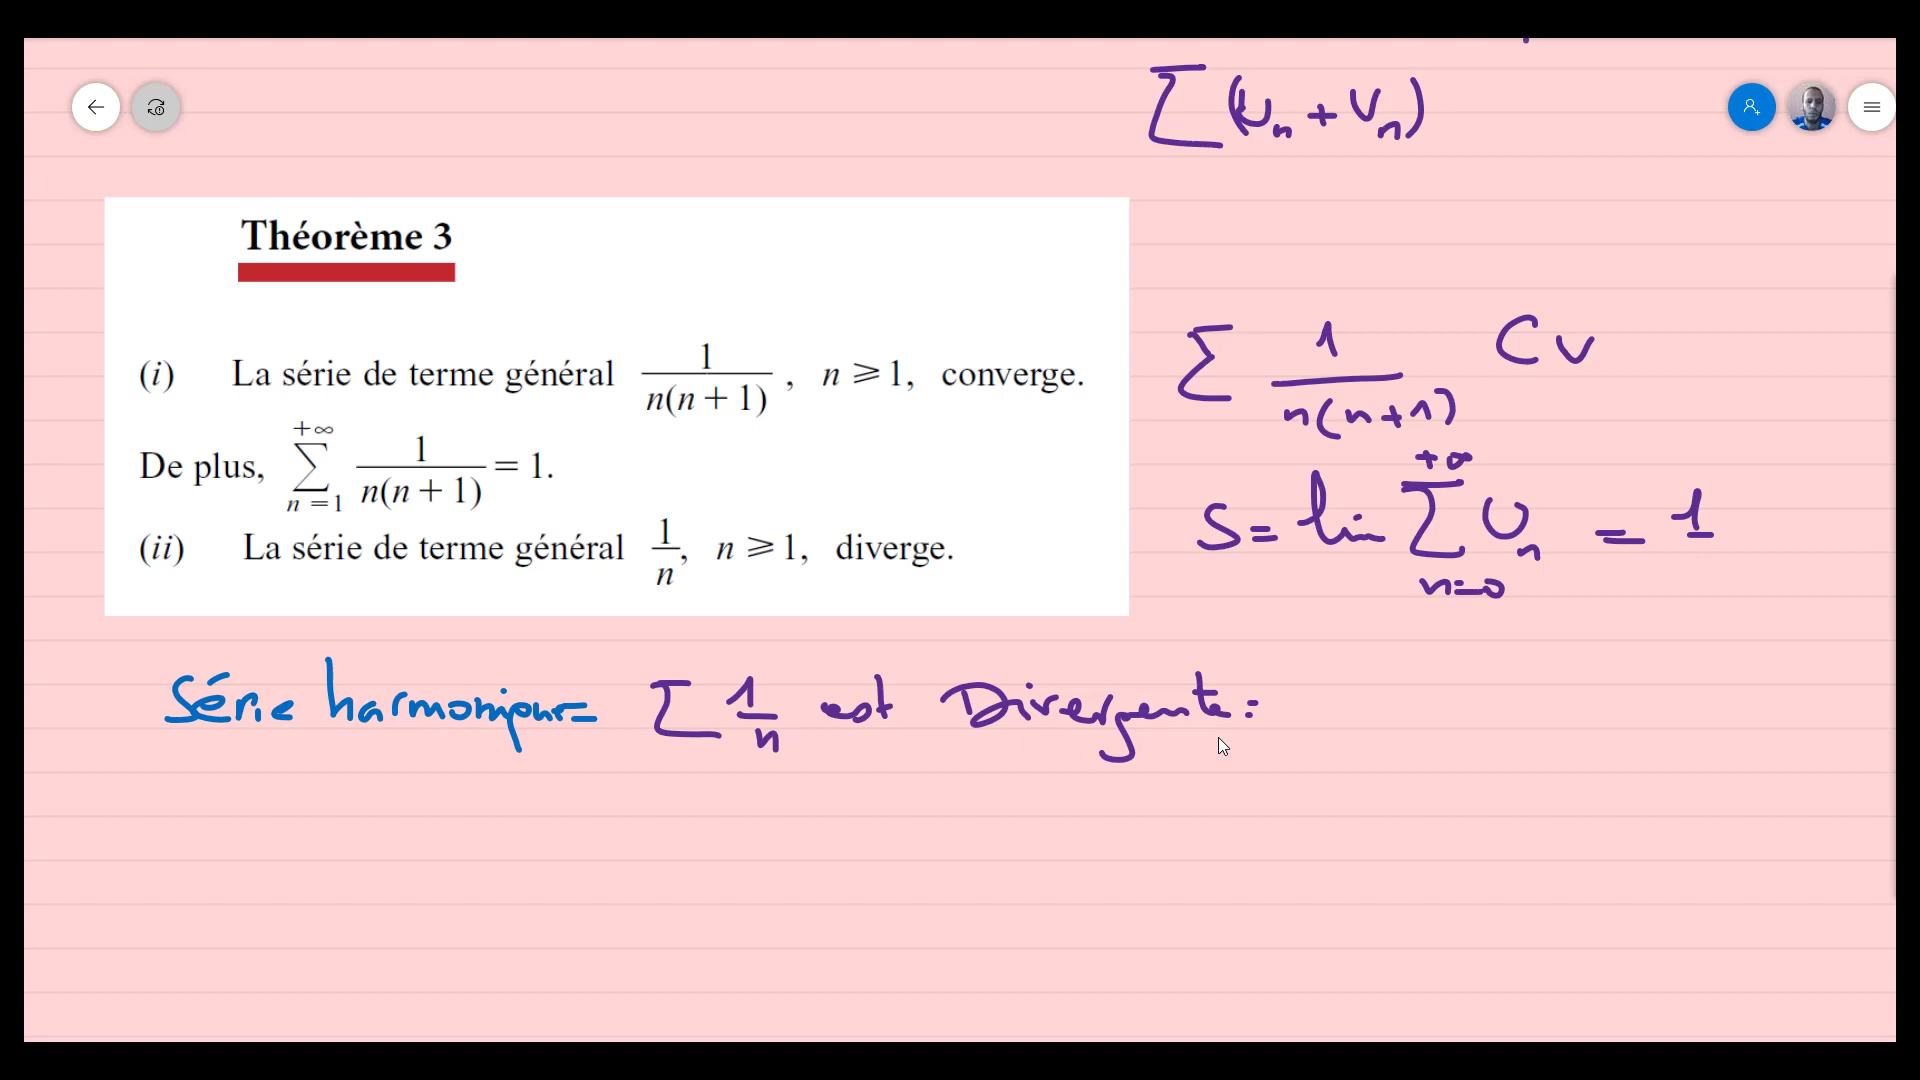 ∑(Uₙ + Vₙ)
Théorème 3
(i) La série de terme général 1/(n(n + 1)), n ⩾ 1, converge.
De plus, ∑_{n=1}^{+∞} 1/(n(n + 1)) = 1.
(ii) La série de terme général 1/n, n ⩾ 1, diverge.
∑ 1/(n(n+1)) CV
S = lim ∑_{n=0}^{+∞} Uₙ = 1
Série harmonique ∑ 1/n est Divergente :